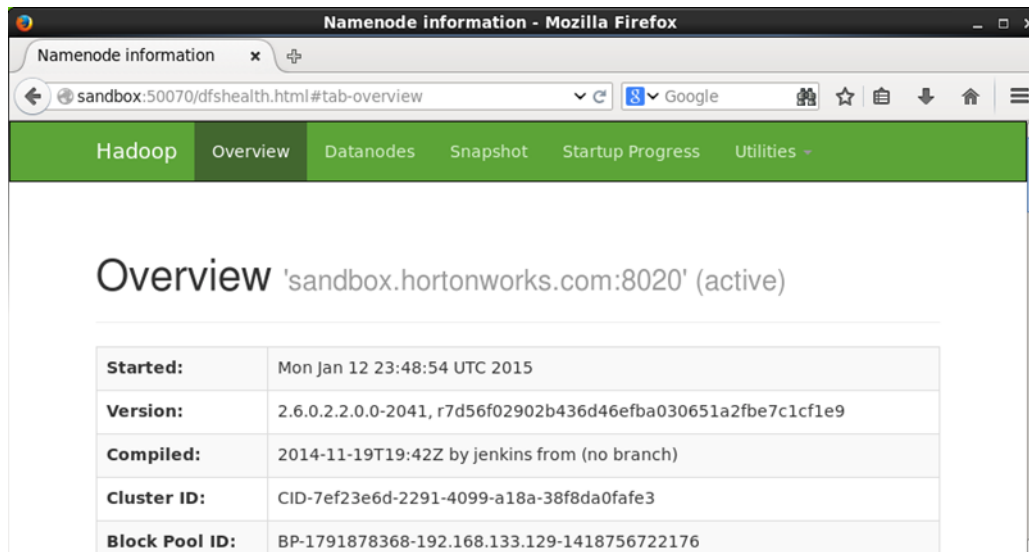 Namenode information - Mozilla Firefox
Namenode information
sandbox:50070/dfshealth.html#tab-overview
Google
Hadoop Overview Datanodes Snapshot Startup Progress Utilities
Overview 'sandbox.hortonworks.com:8020' (active)
Started: Mon Jan 12 23:48:54 UTC 2015
Version: 2.6.0.2.2.0.0-2041, r7d56f02902b436d46efba030651a2fbe7c1cf1e9
Compiled: 2014-11-19T19:42Z by jenkins from (no branch)
Cluster ID: CID-7ef23e6d-2291-4099-a18a-38f8da0fafe3
Block Pool ID: BP-1791878368-192.168.133.129-1418756722176